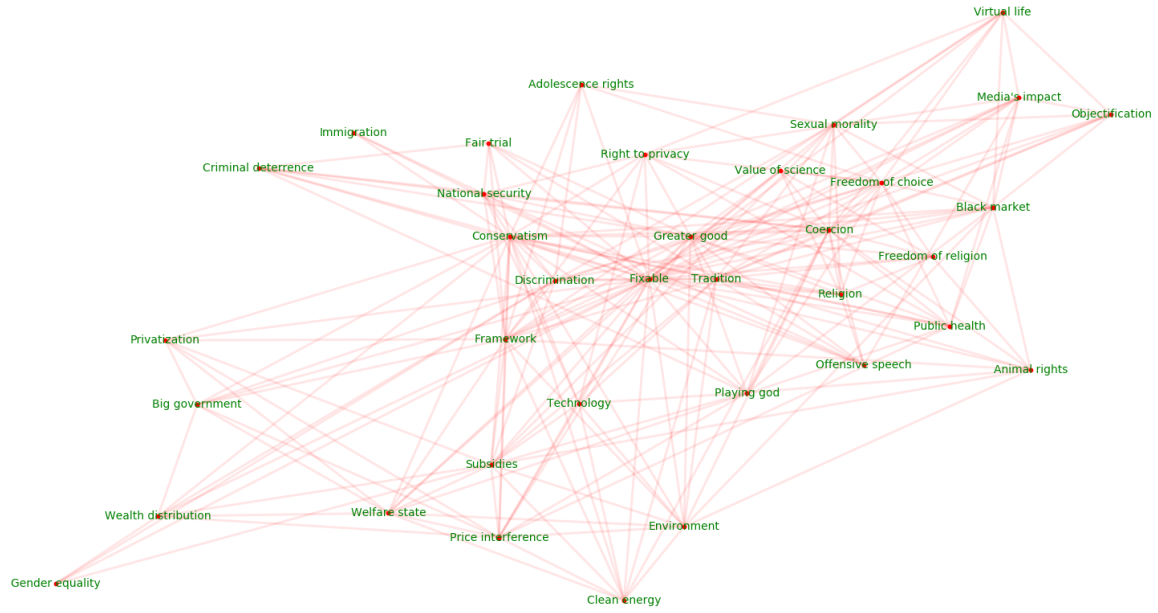 Virtual life
Adolescence rights
Media's impact
Objectification
Sexual morality
Immigration
Fair trial
Right to privacy
Criminal deterrence
Value of science
Freedom of choice
National security
Black market
Coercion
Conservatism
Greater good
Freedom of religion
Discrimination
Fixable
Tradition
Religion
Public health
Privatization
Framework
Offensive speech
Animal rights
Playing god
Big government
Technology
Subsidies
Wealth distribution
Welfare state
Environment
Price interference
Gender equality
Clean energy